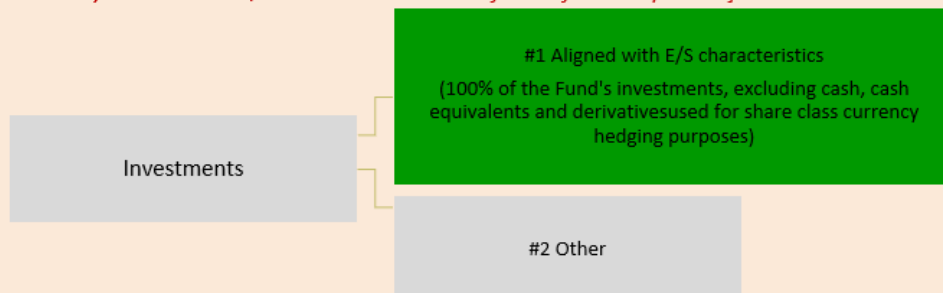 #1 Aligned with E/S characteristics
(100% of the Fund's investments, excluding cash, cash
equivalents and derivativesused for share class currency
hedging purposes)
Investments
#2 Other